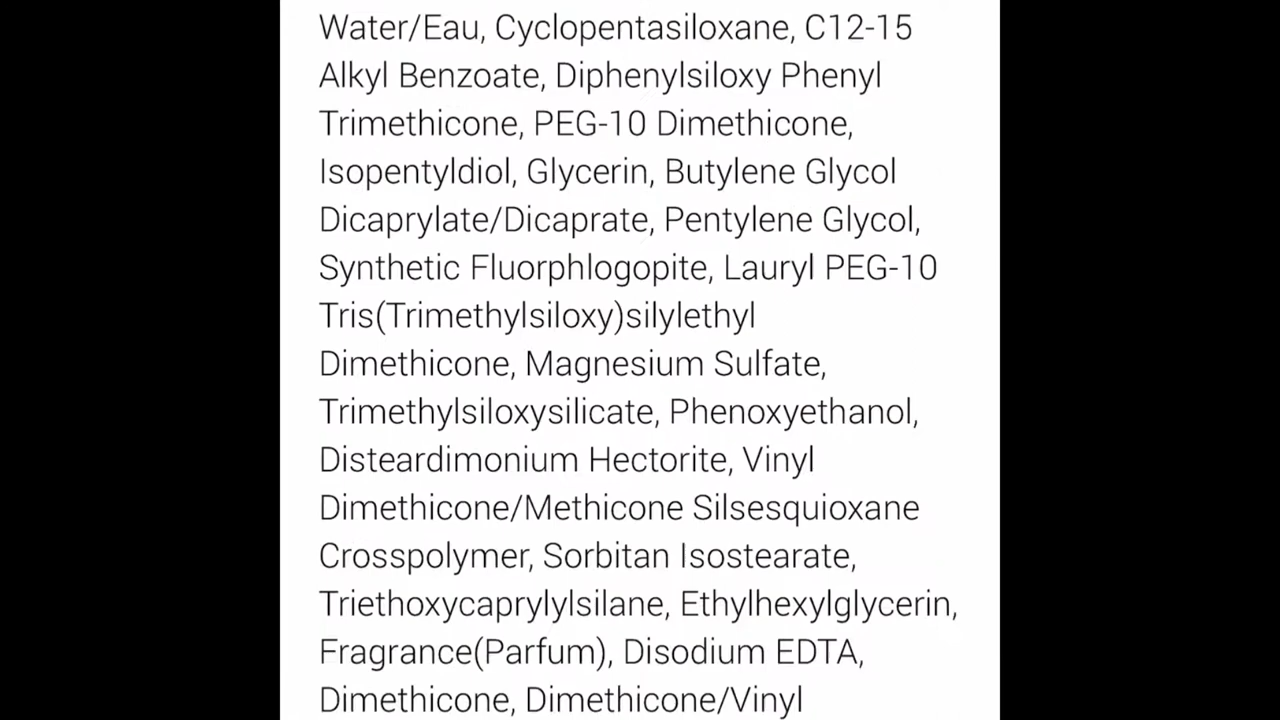 Water/Eau, Cyclopentasiloxane, C12-15
Alkyl Benzoate, Diphenylsiloxy Phenyl
Trimethicone, PEG-10 Dimethicone,
Isopentyldiol, Glycerin, Butylene Glycol
Dicaprylate/Dicaprate, Pentylene Glycol,
Synthetic Fluorphlogopite, Lauryl PEG-10
Tris(Trimethylsiloxy)silylethyl
Dimethicone, Magnesium Sulfate,
Trimethylsiloxysilicate, Phenoxyethanol,
Disteardimonium Hectorite, Vinyl
Dimethicone/Methicone Silsesquioxane
Crosspolymer, Sorbitan Isostearate,
Triethoxycaprylylsilane, Ethylhexylglycerin,
Fragrance(Parfum), Disodium EDTA,
Dimethicone, Dimethicone/Vinyl